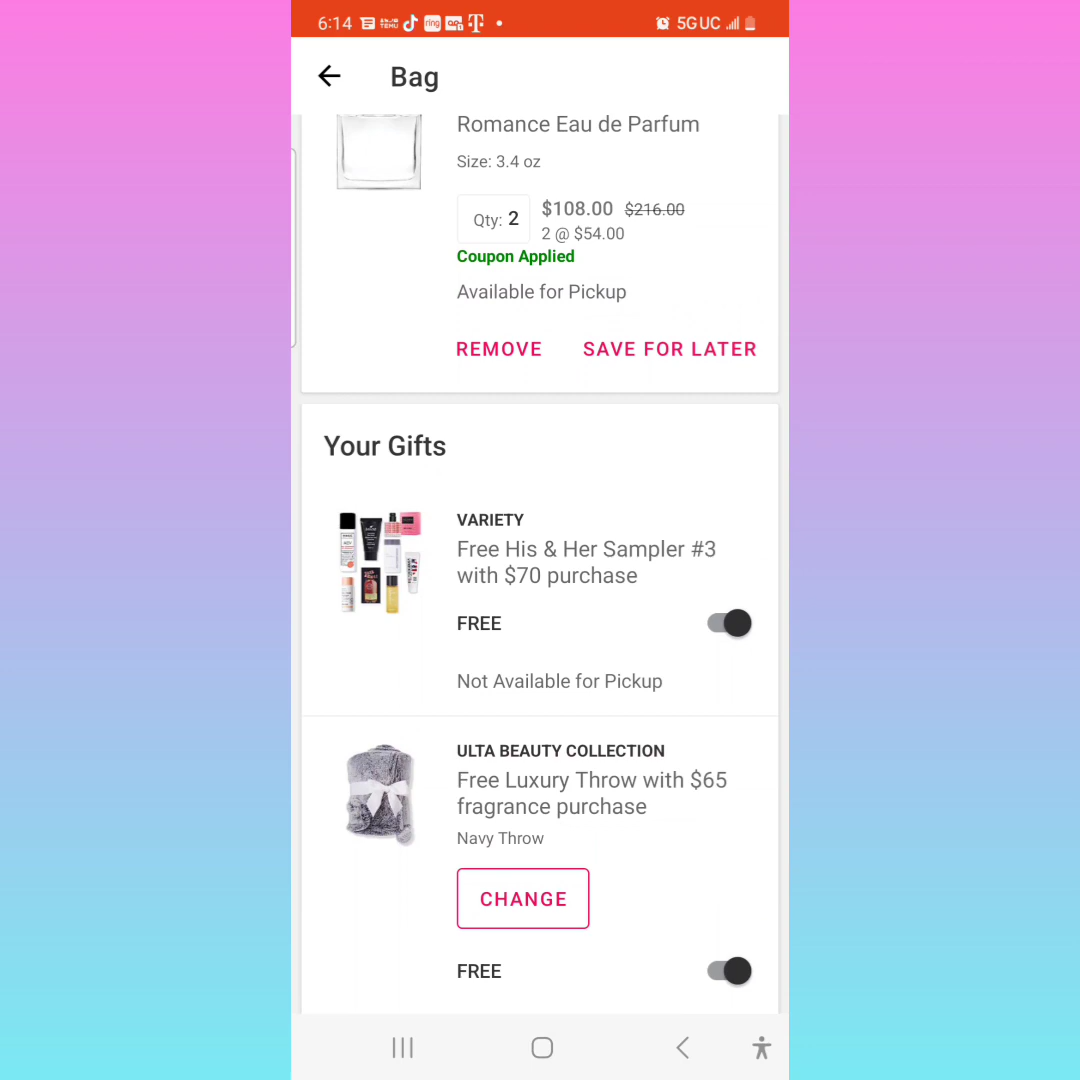 6:14
TEMU
ring
5G UC
Bag
Romance Eau de Parfum
Size: 3.4 oz
Qty: 2
$108.00 $216.00
2 @ $54.00
Coupon Applied
Available for Pickup
REMOVE SAVE FOR LATER
Your Gifts
VARIETY
Free His & Her Sampler #3
with $70 purchase
FREE
Not Available for Pickup
ULTA BEAUTY COLLECTION
Free Luxury Throw with $65
fragrance purchase
Navy Throw
CHANGE
FREE